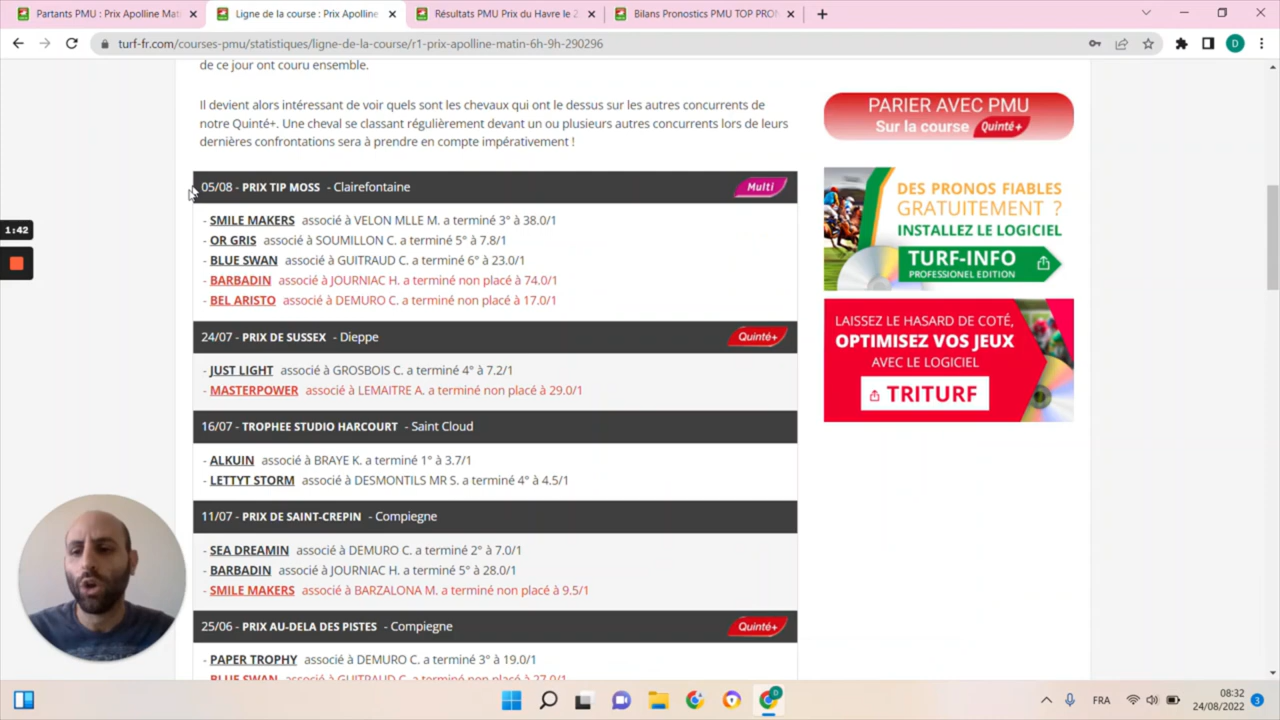 Partants PMU : Prix Apolline Mat
Ligne de la course : Prix Apolline
Résultats PMU Prix du Havre le 2
Bilans Pronostics PMU TOP PRON
turf-fr.com/courses-pmu/statistiques/ligne-de-la-course/r1-prix-apolline-matin-6h-9h-290296
D
de ce jour ont couru ensemble.
Il devient alors intéressant de voir quels sont les chevaux qui ont le dessus sur les autres concurrents de
notre Quinté+. Une cheval se classant régulièrement devant un ou plusieurs autres concurrents lors de leurs
dernières confrontations sera à prendre en compte impérativement !
05/08 - PRIX TIP MOSS - Clairefontaine Multi
- SMILE MAKERS associé à VELON MLLE M. a terminé 3° à 38.0/1
- OR GRIS associé à SOUMILLON C. a terminé 5° à 7.8/1
- BLUE SWAN associé à GUITRAUD C. a terminé 6° à 23.0/1
- BARBADIN associé à JOURNIAC H. a terminé non placé à 74.0/1
- BEL ARISTO associé à DEMURO C. a terminé non placé à 17.0/1
24/07 - PRIX DE SUSSEX - Dieppe Quinté+
- JUST LIGHT associé à GROSBOIS C. a terminé 4° à 7.2/1
- MASTERPOWER associé à LEMAITRE A. a terminé non placé à 29.0/1
16/07 - TROPHEE STUDIO HARCOURT - Saint Cloud
- ALKUIN associé à BRAYE K. a terminé 1° à 3.7/1
- LETTYT STORM associé à DESMONTILS MR S. a terminé 4° à 4.5/1
11/07 - PRIX DE SAINT-CREPIN - Compiegne
- SEA DREAMIN associé à DEMURO C. a terminé 2° à 7.0/1
- BARBADIN associé à JOURNIAC H. a terminé 5° à 28.0/1
- SMILE MAKERS associé à BARZALONA M. a terminé non placé à 9.5/1
25/06 - PRIX AU-DELA DES PISTES - Compiegne Quinté+
- PAPER TROPHY associé à DEMURO C. a terminé 3° à 19.0/1
- BLUE SWAN associé à GUITRAUD C. a terminé non placé à 27.0/1
PARIER AVEC PMU
Sur la course Quinté+
DES PRONOS FIABLES
GRATUITEMENT ?
INSTALLEZ LE LOGICIEL
TURF-INFO
PROFESSIONEL EDITION
LAISSEZ LE HASARD DE COTÉ,
OPTIMISEZ VOS JEUX
AVEC LE LOGICIEL
TRITURF
1:42
FRA
08:32
24/08/2022
3